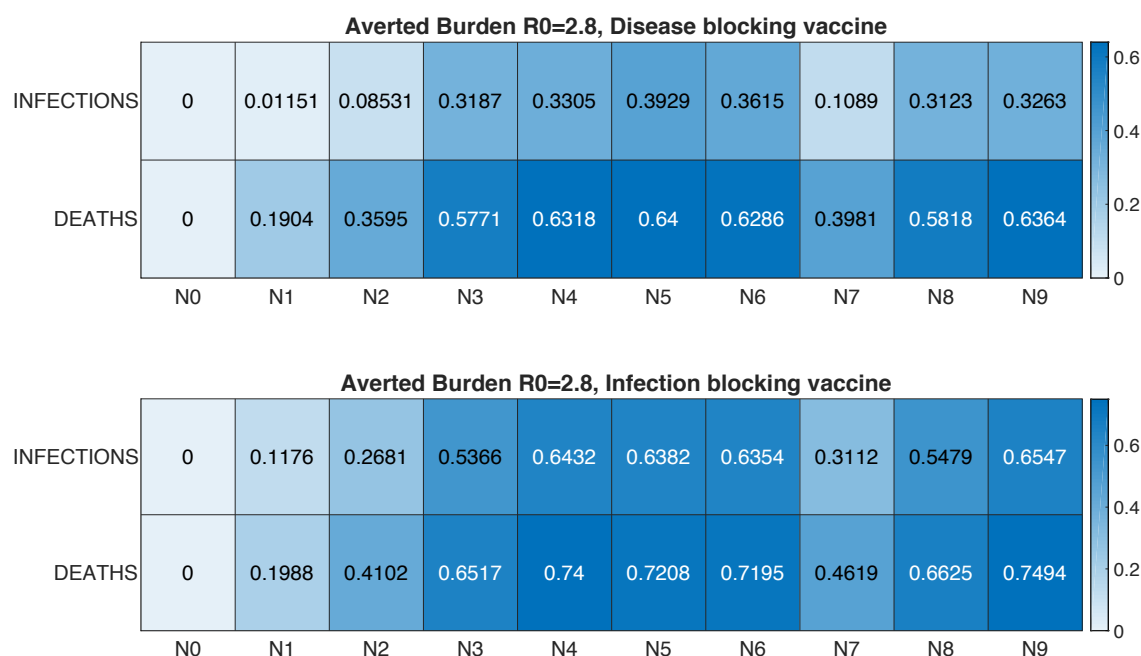 Averted Burden R0=2.8, Disease blocking vaccine
INFECTIONS 0 0.01151 0.08531 0.3187 0.3305 0.3929 0.3615 0.1089 0.3123 0.3263
DEATHS 0 0.1904 0.3595 0.5771 0.6318 0.64 0.6286 0.3981 0.5818 0.6364
N0 N1 N2 N3 N4 N5 N6 N7 N8 N9
0.6
0.4
0.2
0
Averted Burden R0=2.8, Infection blocking vaccine
INFECTIONS 0 0.1176 0.2681 0.5366 0.6432 0.6382 0.6354 0.3112 0.5479 0.6547
DEATHS 0 0.1988 0.4102 0.6517 0.74 0.7208 0.7195 0.4619 0.6625 0.7494
N0 N1 N2 N3 N4 N5 N6 N7 N8 N9
0.6
0.4
0.2
0